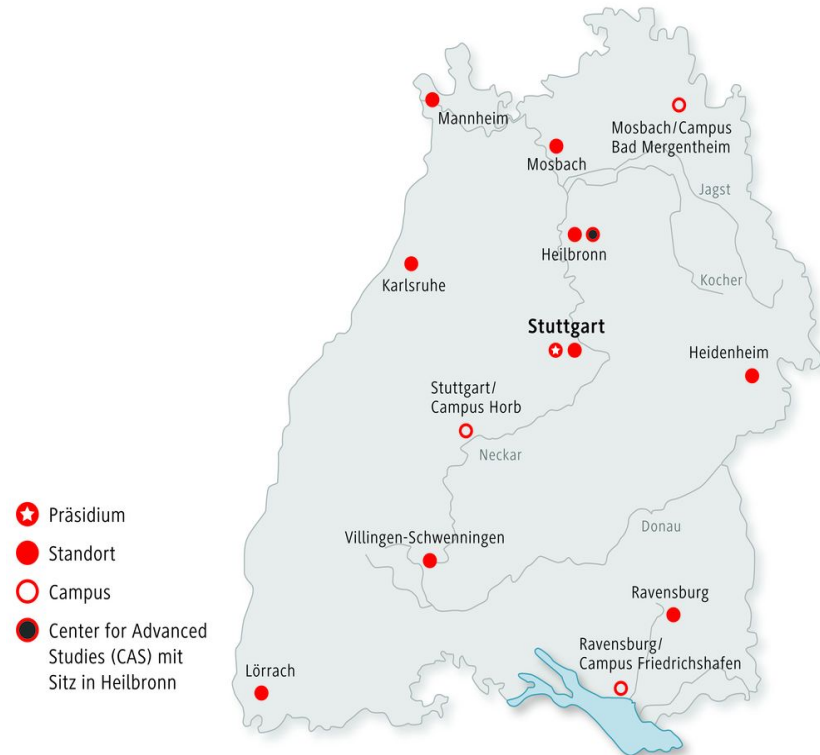 Mannheim
Mosbach/Campus
Bad Mergentheim
Mosbach
Jagst
Heilbronn
Kocher
Karlsruhe
Stuttgart
Heidenheim
Stuttgart/
Campus Horb
Neckar
Donau
Villingen-Schwenningen
Ravensburg
Ravensburg/
Campus Friedrichshafen
Lörrach
Präsidium
Standort
Campus
Center for Advanced
Studies (CAS) mit
Sitz in Heilbronn